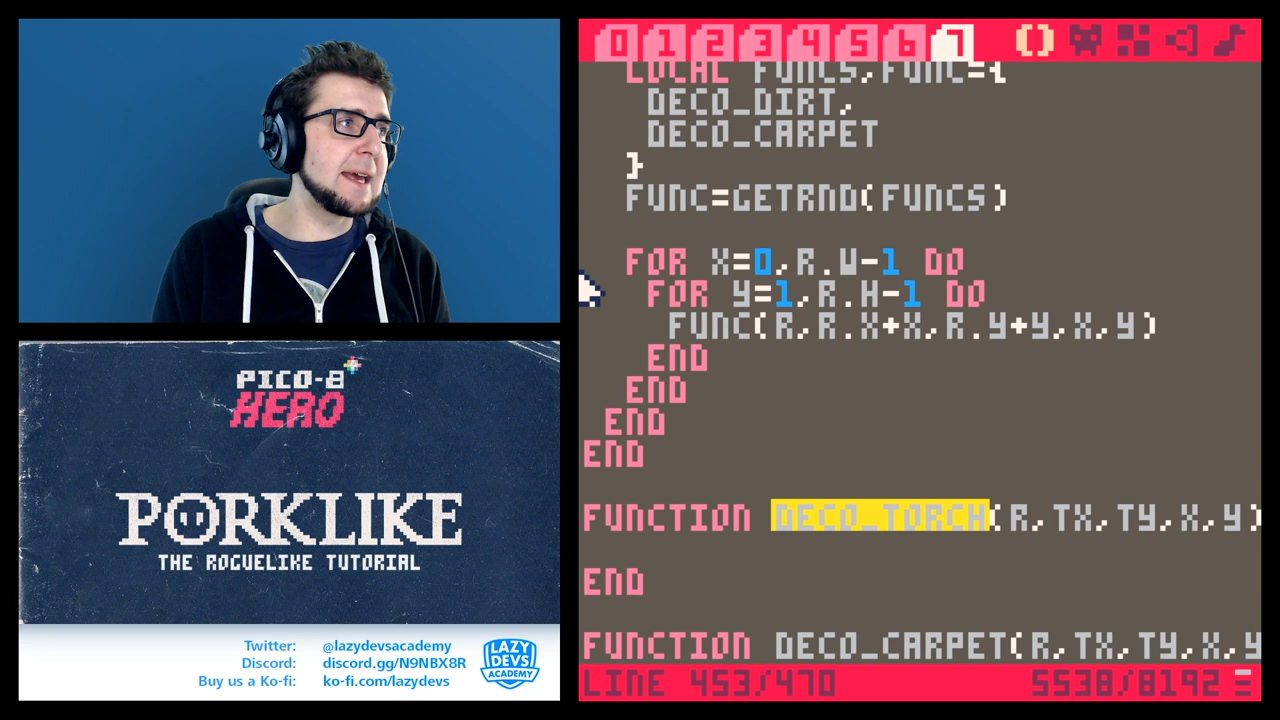 0 1 2 3 4 5 6 7 ()
LOCAL FUNCS,FUNC={
DECO_DIRT,
DECO_CARPET
}
FUNC=GETRND(FUNCS)
FOR X=0,R.W-1 DO
FOR Y=1,R.H-1 DO
FUNC(R,R.X+X,R.Y+Y,X,Y)
END
END
END
END
FUNCTION DECO_TORCH(R,TX,TY,X,Y)
END
FUNCTION DECO_CARPET(R,TX,TY,X,Y
LINE 453/470 5538/8192
PICO-8
HERO
PORKLIKE
THE ROGUELIKE TUTORIAL
Twitter: @lazydevsacademy
Discord: discord.gg/N9NBX8R
Buy us a Ko-fi: ko-fi.com/lazydevs
LAZY
DEVS
ACADEMY